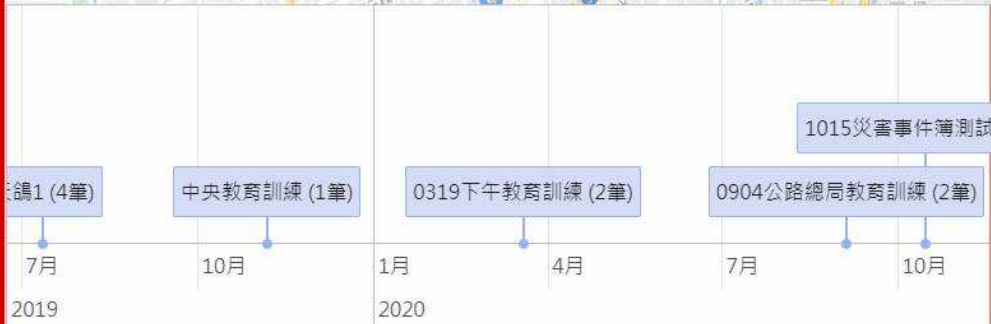 1015災害事件簿測試
鴿1 (4筆)
中央教育訓練 (1筆)
0319下午教育訓練 (2筆)
0904公路總局教育訓練 (2筆)
7月
10月
1月
4月
7月
10月
2019
2020